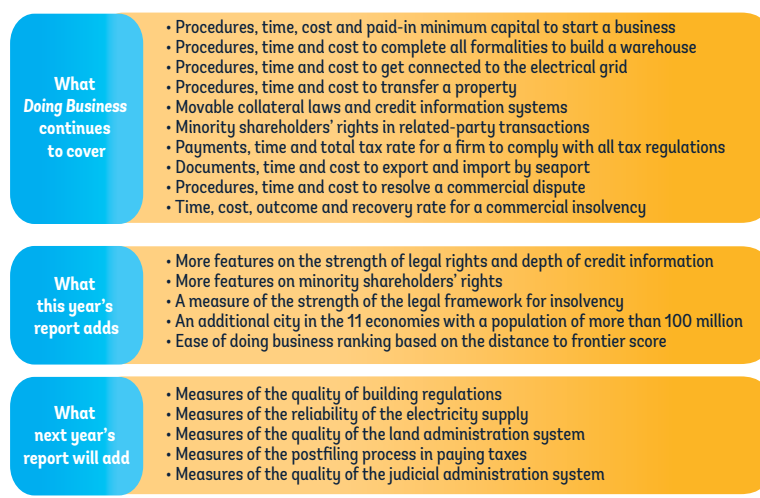 What
Doing Business
continues
to cover
• Procedures, time, cost and paid-in minimum capital to start a business
• Procedures, time and cost to complete all formalities to build a warehouse
• Procedures, time and cost to get connected to the electrical grid
• Procedures, time and cost to transfer a property
• Movable collateral laws and credit information systems
• Minority shareholders' rights in related-party transactions
• Payments, time and total tax rate for a firm to comply with all tax regulations
• Documents, time and cost to export and import by seaport
• Procedures, time and cost to resolve a commercial dispute
• Time, cost, outcome and recovery rate for a commercial insolvency
What
this year's
report adds
• More features on the strength of legal rights and depth of credit information
• More features on minority shareholders' rights
• A measure of the strength of the legal framework for insolvency
• An additional city in the 11 economies with a population of more than 100 million
• Ease of doing business ranking based on the distance to frontier score
What
next year's
report will add
• Measures of the quality of building regulations
• Measures of the reliability of the electricity supply
• Measures of the quality of the land administration system
• Measures of the postfiling process in paying taxes
• Measures of the quality of the judicial administration system